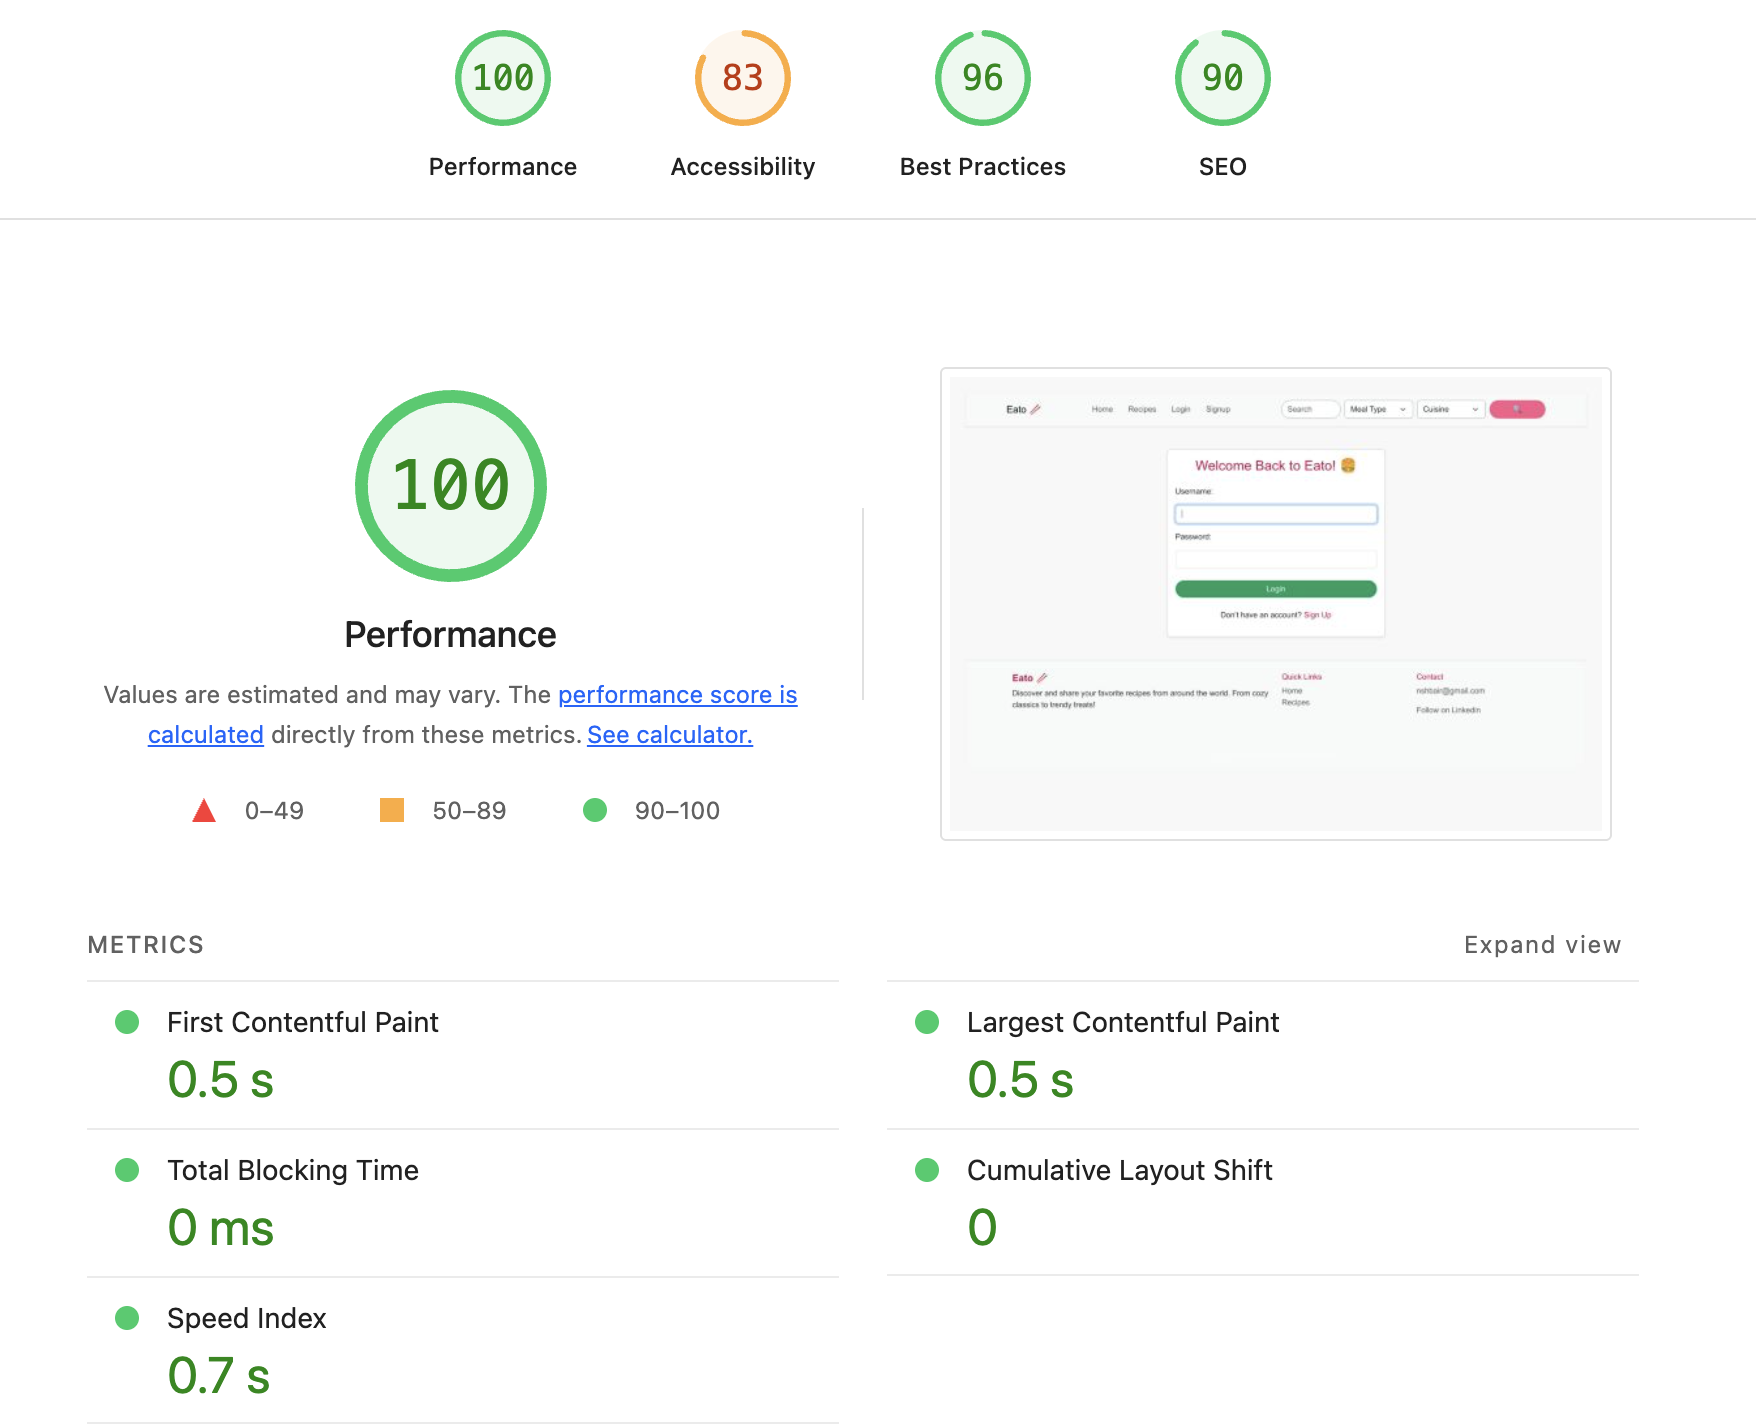 100
83
96
90
Performance
Accessibility
Best Practices
SEO
100
Performance
Values are estimated and may vary. The performance score is
calculated directly from these metrics. See calculator.
0–49
50–89
90–100
Eato
Home
Recipes
Login
Signup
Search
Meal Type
Cuisine
Welcome Back to Eato!
Username:
Password:
Login
Don't have an account? Sign Up
Eato
Discover and share your favorite recipes from around the world. From cozy
classics to trendy treats!
Quick Links
Home
Recipes
Contact
Follow on Linkedin
METRICS
Expand view
First Contentful Paint
0.5 s
Largest Contentful Paint
0.5 s
Total Blocking Time
0 ms
Cumulative Layout Shift
0
Speed Index
0.7 s